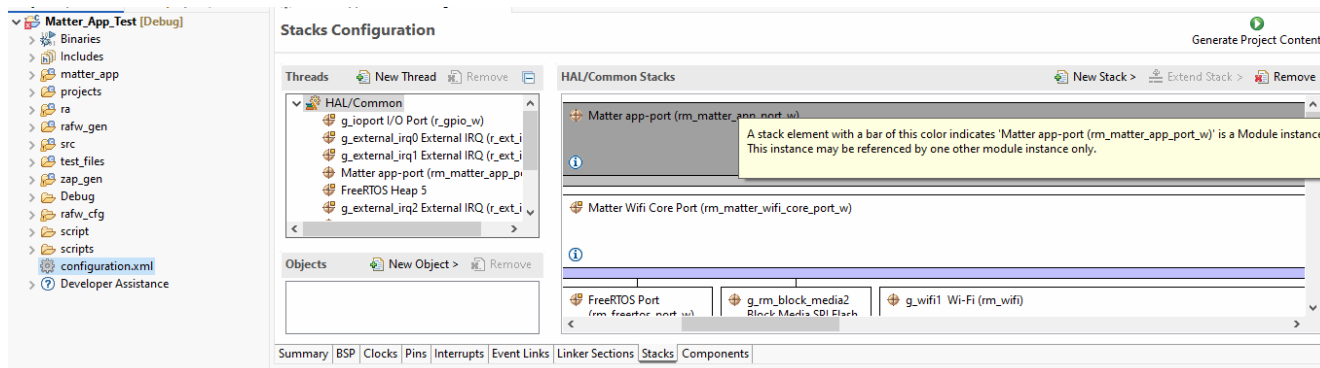 Matter_App_Test [Debug]
Binaries
Includes
matter_app
projects
ra
rafw_gen
src
test_files
zap_gen
Debug
rafw_cfg
script
scripts
configuration.xml
Developer Assistance
Stacks Configuration
Generate Project Content
Threads
New Thread
Remove
HAL/Common
g_ioport I/O Port (r_gpio_w)
g_external_irq0 External IRQ (r_ext_i
g_external_irq1 External IRQ (r_ext_i
Matter app-port (rm_matter_app_p
FreeRTOS Heap 5
g_external_irq2 External IRQ (r_ext_i
Objects
New Object >
Remove
HAL/Common Stacks
New Stack >
Extend Stack >
Remove
Matter app-port (rm_matter_app_port_w)
A stack element with a bar of this color indicates 'Matter app-port (rm_matter_app_port_w)' is a Module instance
This instance may be referenced by one other module instance only.
Matter Wifi Core Port (rm_matter_wifi_core_port_w)
FreeRTOS Port
(rm_freertos_port_w)
g_rm_block_media2
Block Media SPI Flash
g_wifi1 Wi-Fi (rm_wifi)
Summary BSP Clocks Pins Interrupts Event Links Linker Sections Stacks Components